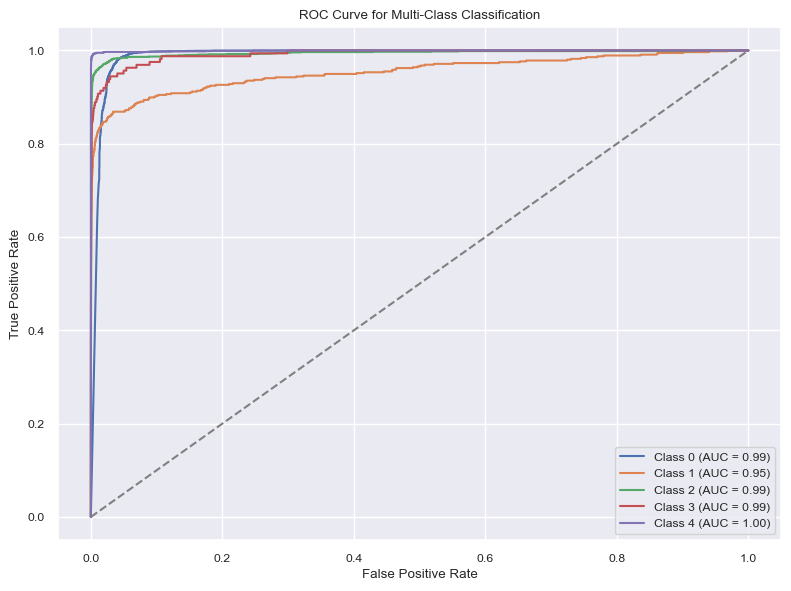 ROC Curve for Multi-Class Classification
True Positive Rate
1.0
0.8
0.6
0.4
0.2
0.0
0.0 0.2 0.4 0.6 0.8 1.0
False Positive Rate
Class 0 (AUC = 0.99)
Class 1 (AUC = 0.95)
Class 2 (AUC = 0.99)
Class 3 (AUC = 0.99)
Class 4 (AUC = 1.00)